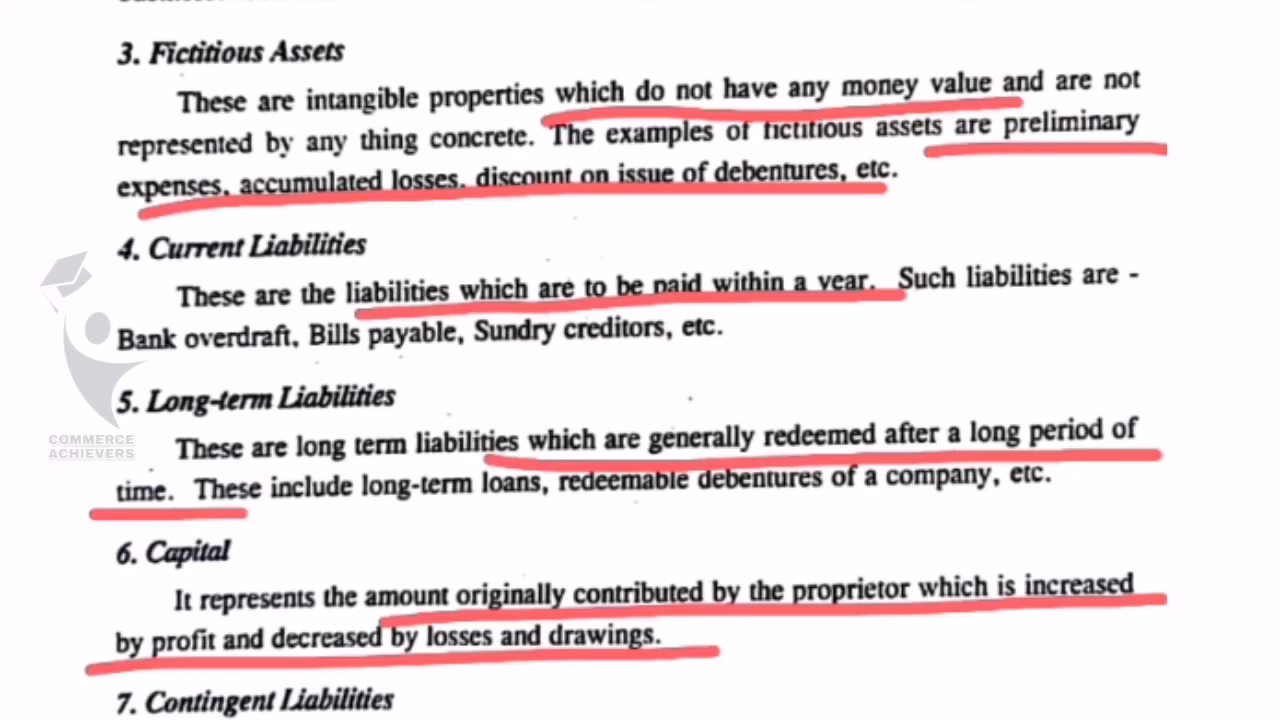 3. Fictitious Assets
These are intangible properties which do not have any money value and are not
represented by any thing concrete. The examples of fictitious assets are preliminary
expenses, accumulated losses, discount on issue of debentures, etc.
4. Current Liabilities
These are the liabilities which are to be paid within a year. Such liabilities are -
Bank overdraft, Bills payable, Sundry creditors, etc.
5. Long-term Liabilities
These are long term liabilities which are generally redeemed after a long period of
time. These include long-term loans, redeemable debentures of a company, etc.
6. Capital
It represents the amount originally contributed by the proprietor which is increased
by profit and decreased by losses and drawings.
7. Contingent Liabilities
COMMERCE
ACHIEVERS